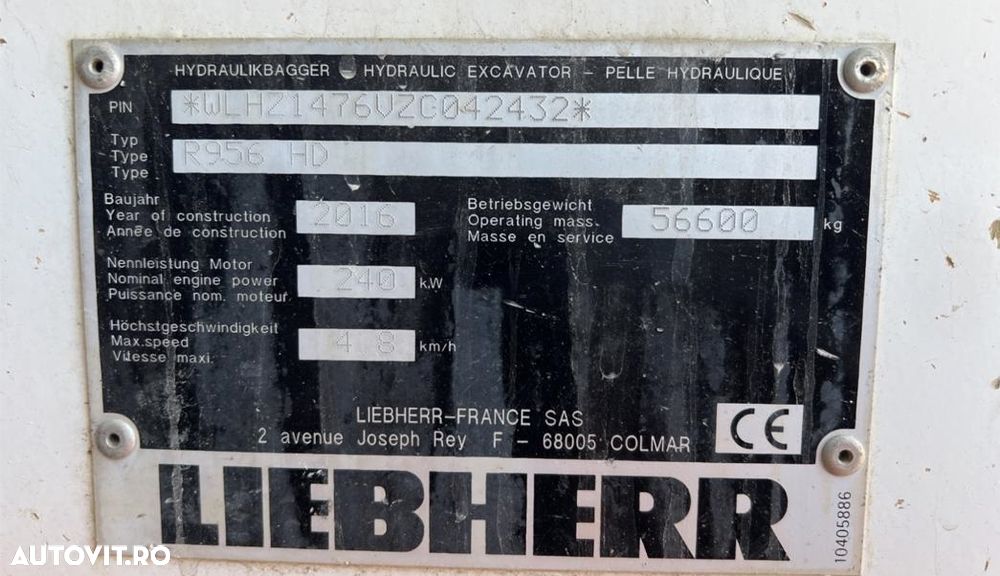 HYDRAULIKBAGGER – HYDRAULIC EXCAVATOR – PELLE HYDRAULIQUE
PIN *WLHZ1476VZC042432*
Typ
Type R956 HD
Type
Baujahr
Year of construction 2016
Année de construction
Betriebsgewicht
Operating mass. 56600 kg
Masse en service
Nennleistung Motor
Nominal engine power 240 kW
Puissance nom. moteur
Höchstgeschwindigkeit
Max.speed 4.8 km/h
Vitesse maxi.
LIEBHERR-FRANCE SAS
2 avenue Joseph Rey F – 68005 COLMAR
CE
LIEBHERR
10405886
AUTOVIT.RO